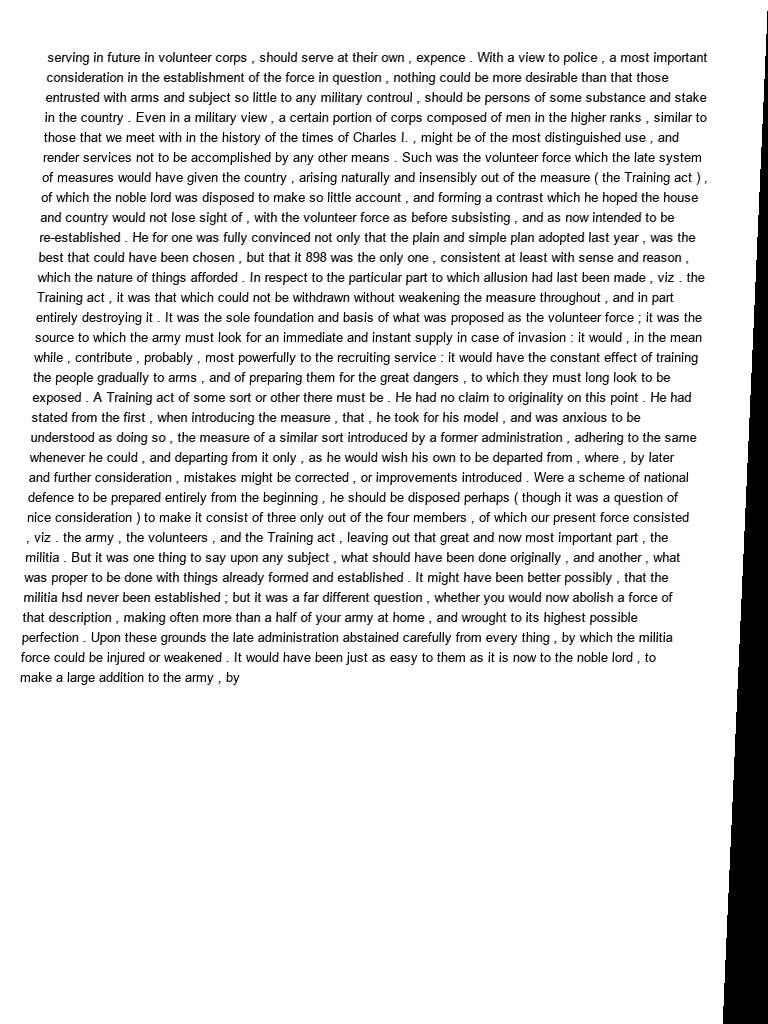 serving in future in volunteer corps , should serve at their own , expence . With a view to police , a most important
consideration in the establishment of the force in question , nothing could be more desirable than that those
entrusted with arms and subject so little to any military controul , should be persons of some substance and stake
in the country . Even in a military view , a certain portion of corps composed of men in the higher ranks , similar to
those that we meet with in the history of the times of Charles I. , might be of the most distinguished use , and
render services not to be accomplished by any other means . Such was the volunteer force which the late system
of measures would have given the country , arising naturally and insensibly out of the measure ( the Training act ) ,
of which the noble lord was disposed to make so little account , and forming a contrast which he hoped the house
and country would not lose sight of , with the volunteer force as before subsisting , and as now intended to be
re-established . He for one was fully convinced not only that the plain and simple plan adopted last year , was the
best that could have been chosen , but that it 898 was the only one , consistent at least with sense and reason ,
which the nature of things afforded . In respect to the particular part to which allusion had last been made , viz . the
Training act , it was that which could not be withdrawn without weakening the measure throughout , and in part
entirely destroying it . It was the sole foundation and basis of what was proposed as the volunteer force ; it was the
source to which the army must look for an immediate and instant supply in case of invasion : it would , in the mean
while , contribute , probably , most powerfully to the recruiting service : it would have the constant effect of training
the people gradually to arms , and of preparing them for the great dangers , to which they must long look to be
exposed . A Training act of some sort or other there must be . He had no claim to originality on this point . He had
stated from the first , when introducing the measure , that , he took for his model , and was anxious to be
understood as doing so , the measure of a similar sort introduced by a former administration , adhering to the same
whenever he could , and departing from it only , as he would wish his own to be departed from , where , by later
and further consideration , mistakes might be corrected , or improvements introduced . Were a scheme of national
defence to be prepared entirely from the beginning , he should be disposed perhaps ( though it was a question of
nice consideration ) to make it consist of three only out of the four members , of which our present force consisted
, viz . the army , the volunteers , and the Training act , leaving out that great and now most important part , the
militia . But it was one thing to say upon any subject , what should have been done originally , and another , what
was proper to be done with things already formed and established . It might have been better possibly , that the
militia hsd never been established ; but it was a far different question , whether you would now abolish a force of
that description , making often more than a half of your army at home , and wrought to its highest possible
perfection . Upon these grounds the late administration abstained carefully from every thing , by which the militia
force could be injured or weakened . It would have been just as easy to them as it is now to the noble lord , to
make a large addition to the army , by